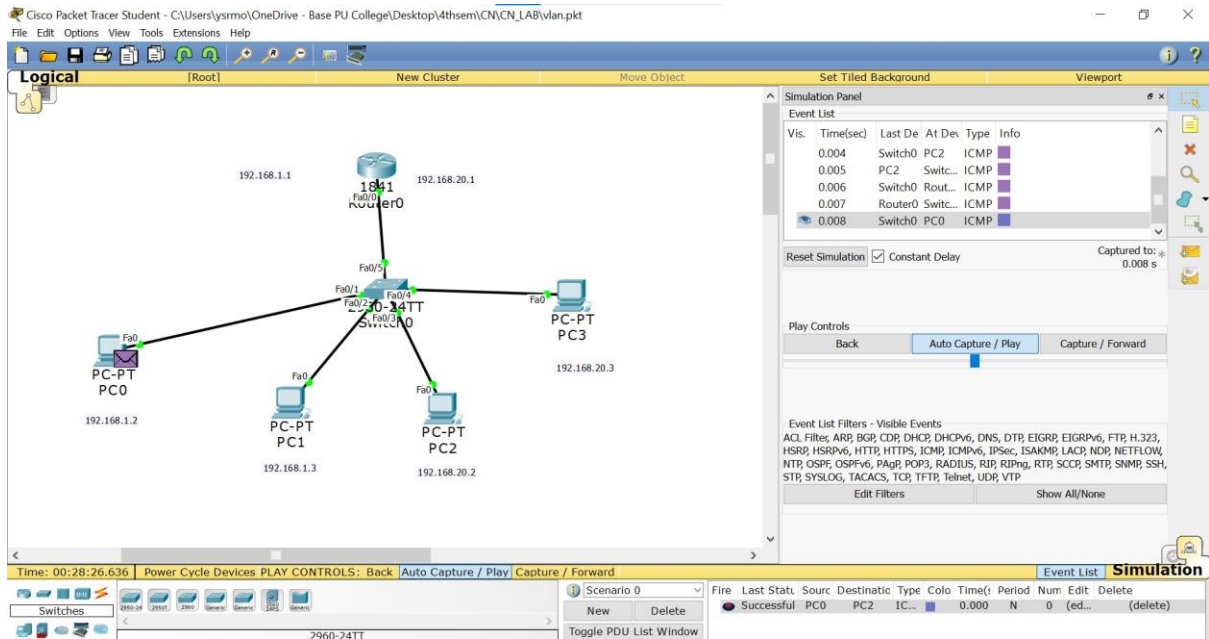 Cisco Packet Tracer Student - C:\Users\ysrmo\OneDrive - Base PU College\Desktop\4thsem\CN\CN_LAB\vlan.pkt
File Edit Options View Tools Extensions Help
Logical [Root] New Cluster Move Object Set Tiled Background Viewport
192.168.1.1
192.168.20.1
1841
Fa0/0
Router0
Fa0/5
Fa0/1
Fa0/2
Fa0/4
2950-24TT
Fa0/3
Switch0
Fa0
PC-PT
PC3
192.168.20.3
Fa0
PC-PT
PC0
192.168.1.2
Fa0
PC-PT
PC1
192.168.1.3
Fa0
PC-PT
PC2
192.168.20.2
Simulation Panel
Event List
Vis. Time(sec) Last De At Dev Type Info
0.004 Switch0 PC2 ICMP
0.005 PC2 Switc... ICMP
0.006 Switch0 Rout... ICMP
0.007 Router0 Switc... ICMP
0.008 Switch0 PC0 ICMP
Reset Simulation Constant Delay
Captured to: *
0.008 s
Play Controls
Back Auto Capture / Play Capture / Forward
Event List Filters - Visible Events
ACL Filter, ARP, BGP, CDP, DHCP, DHCPv6, DNS, DTP, EIGRP, EIGRPv6, FTP, H.323,
HSRP, HSRPv6, HTTP, HTTPS, ICMP, ICMPv6, IPSec, ISAKMP, LACP, NDP, NETFLOW,
NTP, OSPF, OSPFv6, PAgP, POP3, RADIUS, RIP, RIPng, RTP, SCCP, SMTP, SNMP, SSH,
STP, SYSLOG, TACACS, TCP, TFTP, Telnet, UDP, VTP
Edit Filters Show All/None
Time: 00:28:26.636 Power Cycle Devices PLAY CONTROLS: Back Auto Capture / Play Capture / Forward Event List Simulation
Switches
2950-24 2950T 2960 Generic Generic 3560 Generic
2960-24TT
Scenario 0
New Delete
Toggle PDU List Window
Fire Last Statu Sourc Destinatic Type Colo Time(s Period Num Edit Delete
Successful PC0 PC2 IC... 0.000 N 0 (ed... (delete)